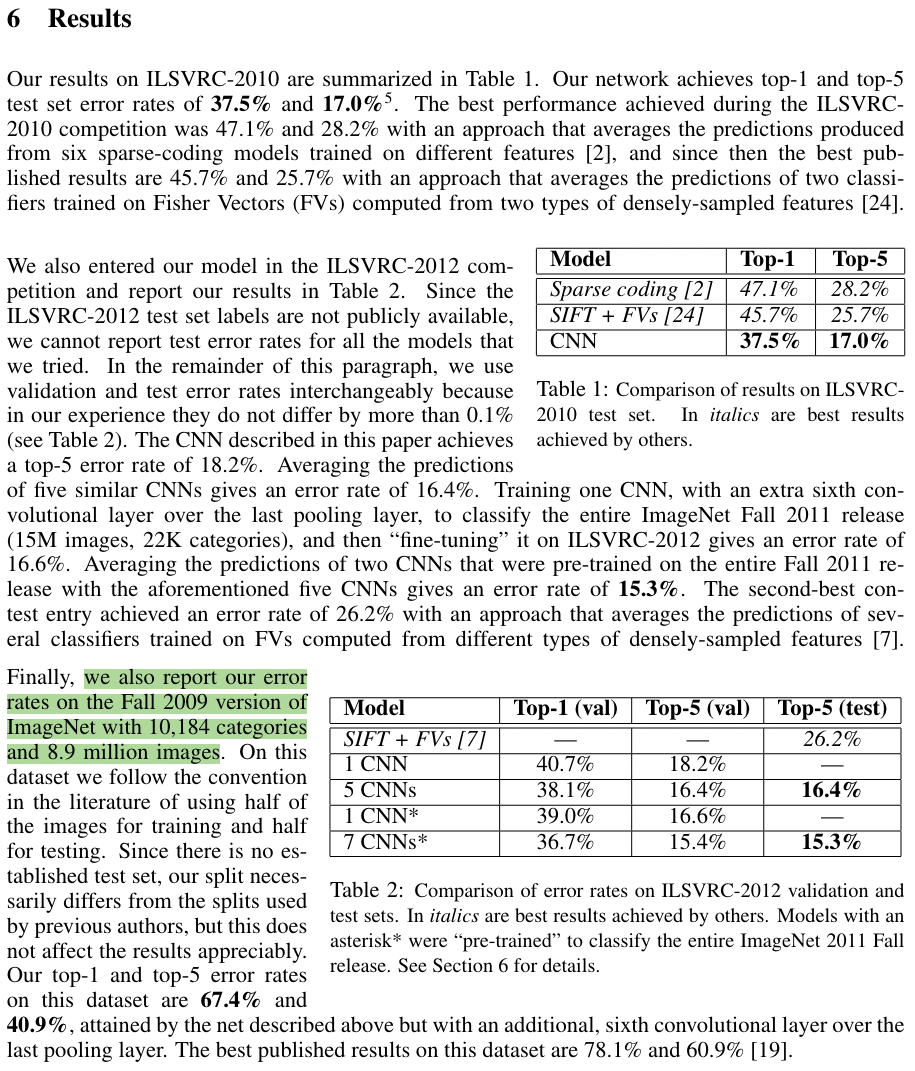 6 Results
Our results on ILSVRC-2010 are summarized in Table 1. Our network achieves top-1 and top-5
test set error rates of 37.5% and 17.0%5. The best performance achieved during the ILSVRC-
2010 competition was 47.1% and 28.2% with an approach that averages the predictions produced
from six sparse-coding models trained on different features [2], and since then the best pub-
lished results are 45.7% and 25.7% with an approach that averages the predictions of two classi-
fiers trained on Fisher Vectors (FVs) computed from two types of densely-sampled features [24].
We also entered our model in the ILSVRC-2012 com-
petition and report our results in Table 2. Since the
ILSVRC-2012 test set labels are not publicly available,
we cannot report test error rates for all the models that
we tried. In the remainder of this paragraph, we use
validation and test error rates interchangeably because
in our experience they do not differ by more than 0.1%
(see Table 2). The CNN described in this paper achieves
a top-5 error rate of 18.2%. Averaging the predictions
Model Top-1 Top-5
Sparse coding [2] 47.1% 28.2%
SIFT + FVs [24] 45.7% 25.7%
CNN 37.5% 17.0%
Table 1: Comparison of results on ILSVRC-
2010 test set. In italics are best results
achieved by others.
of five similar CNNs gives an error rate of 16.4%. Training one CNN, with an extra sixth con-
volutional layer over the last pooling layer, to classify the entire ImageNet Fall 2011 release
(15M images, 22K categories), and then “fine-tuning” it on ILSVRC-2012 gives an error rate of
16.6%. Averaging the predictions of two CNNs that were pre-trained on the entire Fall 2011 re-
lease with the aforementioned five CNNs gives an error rate of 15.3%. The second-best con-
test entry achieved an error rate of 26.2% with an approach that averages the predictions of sev-
eral classifiers trained on FVs computed from different types of densely-sampled features [7].
Finally, we also report our error
rates on the Fall 2009 version of
ImageNet with 10,184 categories
and 8.9 million images. On this
dataset we follow the convention
in the literature of using half of
the images for training and half
for testing. Since there is no es-
tablished test set, our split neces-
sarily differs from the splits used
by previous authors, but this does
not affect the results appreciably.
Our top-1 and top-5 error rates
on this dataset are 67.4% and
Model Top-1 (val) Top-5 (val) Top-5 (test)
SIFT + FVs [7] — — 26.2%
1 CNN 40.7% 18.2% —
5 CNNs 38.1% 16.4% 16.4%
1 CNN* 39.0% 16.6% —
7 CNNs* 36.7% 15.4% 15.3%
Table 2: Comparison of error rates on ILSVRC-2012 validation and
test sets. In italics are best results achieved by others. Models with an
asterisk* were “pre-trained” to classify the entire ImageNet 2011 Fall
release. See Section 6 for details.
40.9%, attained by the net described above but with an additional, sixth convolutional layer over the
last pooling layer. The best published results on this dataset are 78.1% and 60.9% [19].